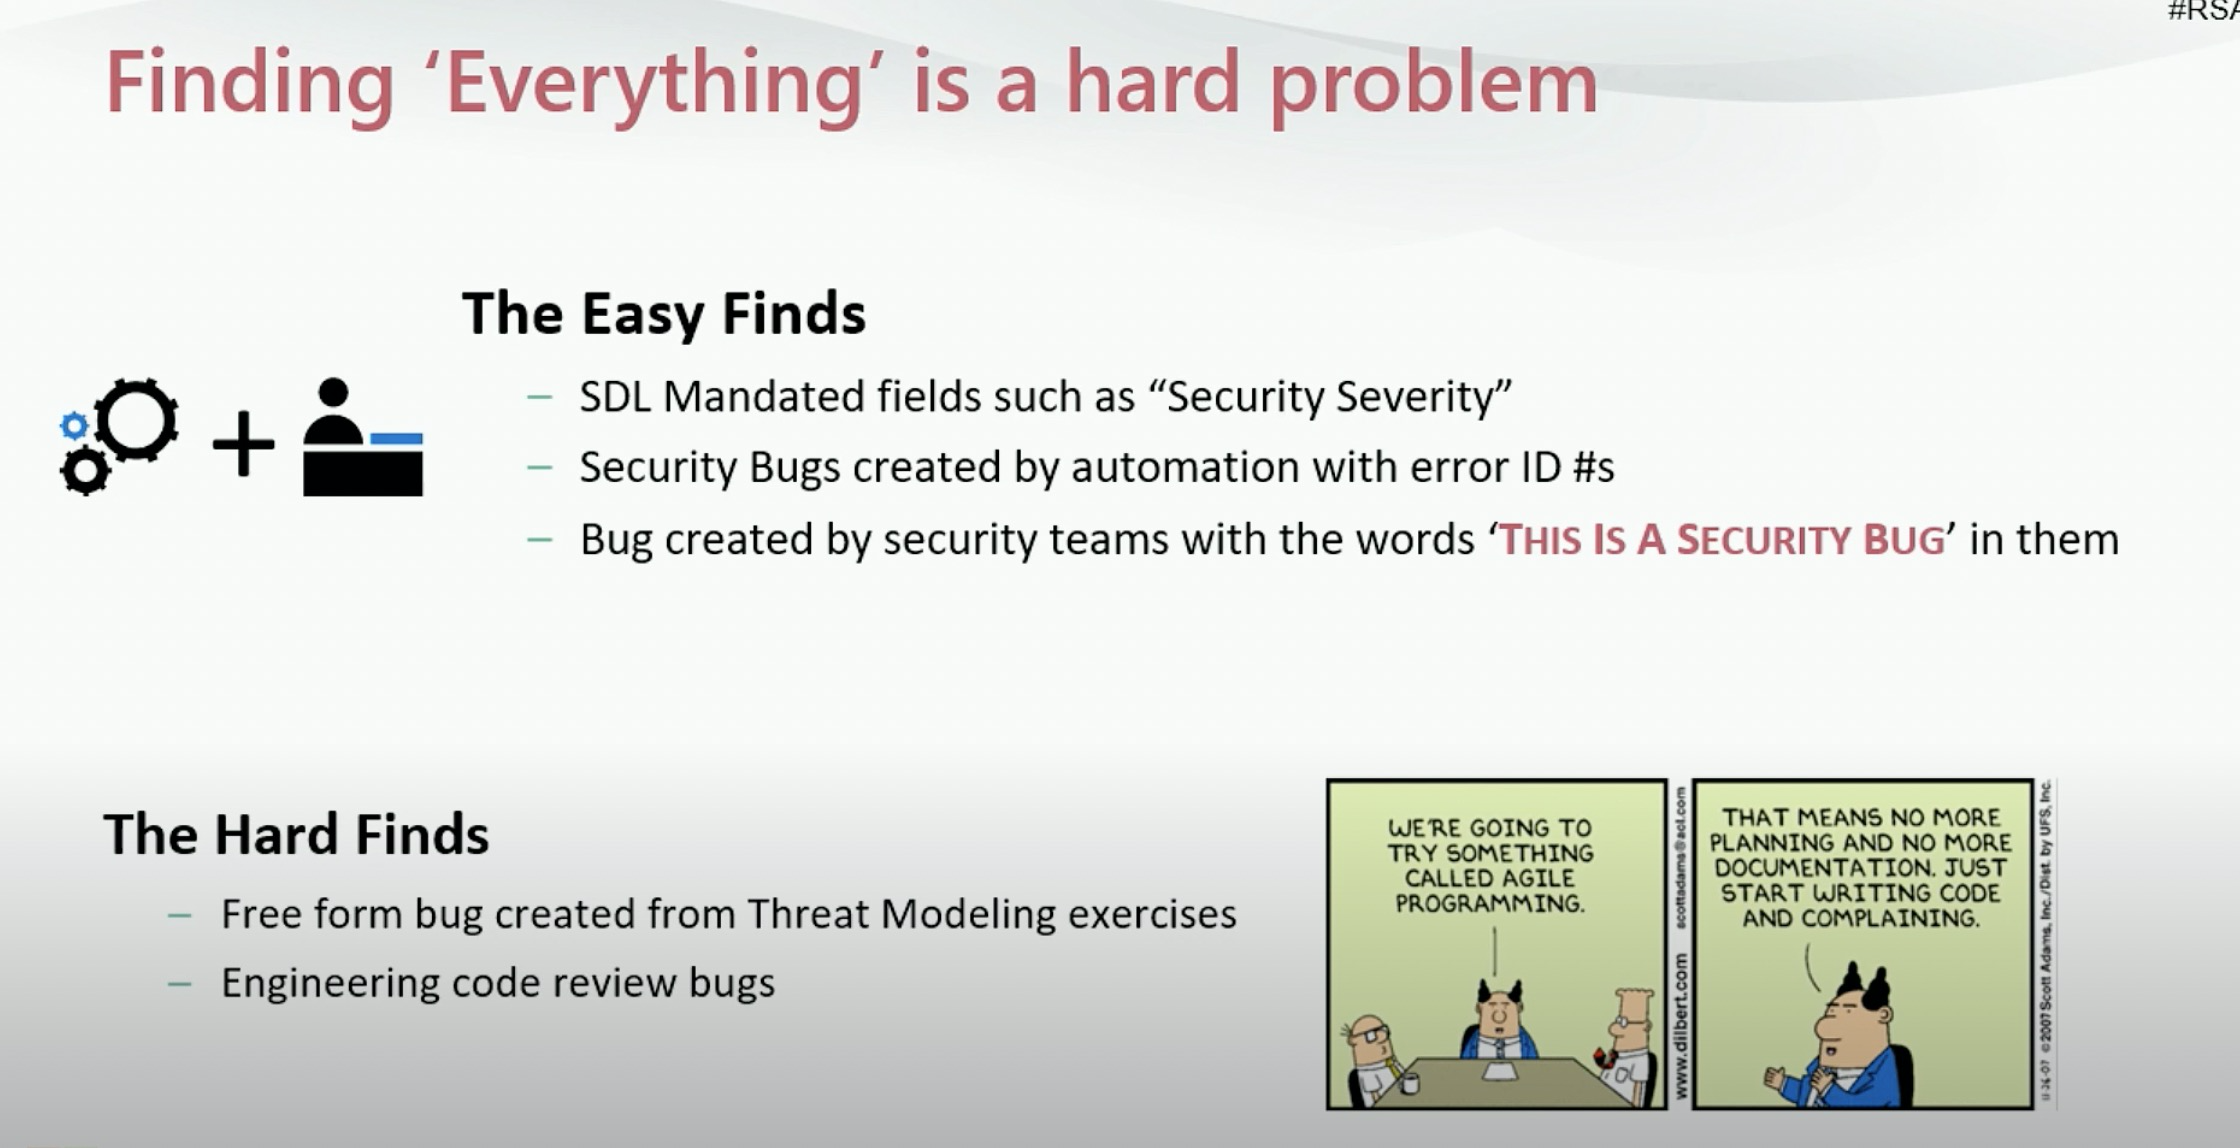 #RSA
Finding ‘Everything’ is a hard problem
The Easy Finds
– SDL Mandated fields such as “Security Severity”
– Security Bugs created by automation with error ID #s
– Bug created by security teams with the words ‘THIS IS A SECURITY BUG’ in them
The Hard Finds
– Free form bug created from Threat Modeling exercises
– Engineering code review bugs
WE'RE GOING TO
TRY SOMETHING
CALLED AGILE
PROGRAMMING.
www.dilbert.com scottadams@aol.com
THAT MEANS NO MORE
PLANNING AND NO MORE
DOCUMENTATION. JUST
START WRITING CODE
AND COMPLAINING.
11-26-07 ©2007 Scott Adams, Inc./Dist. by UFS, Inc.